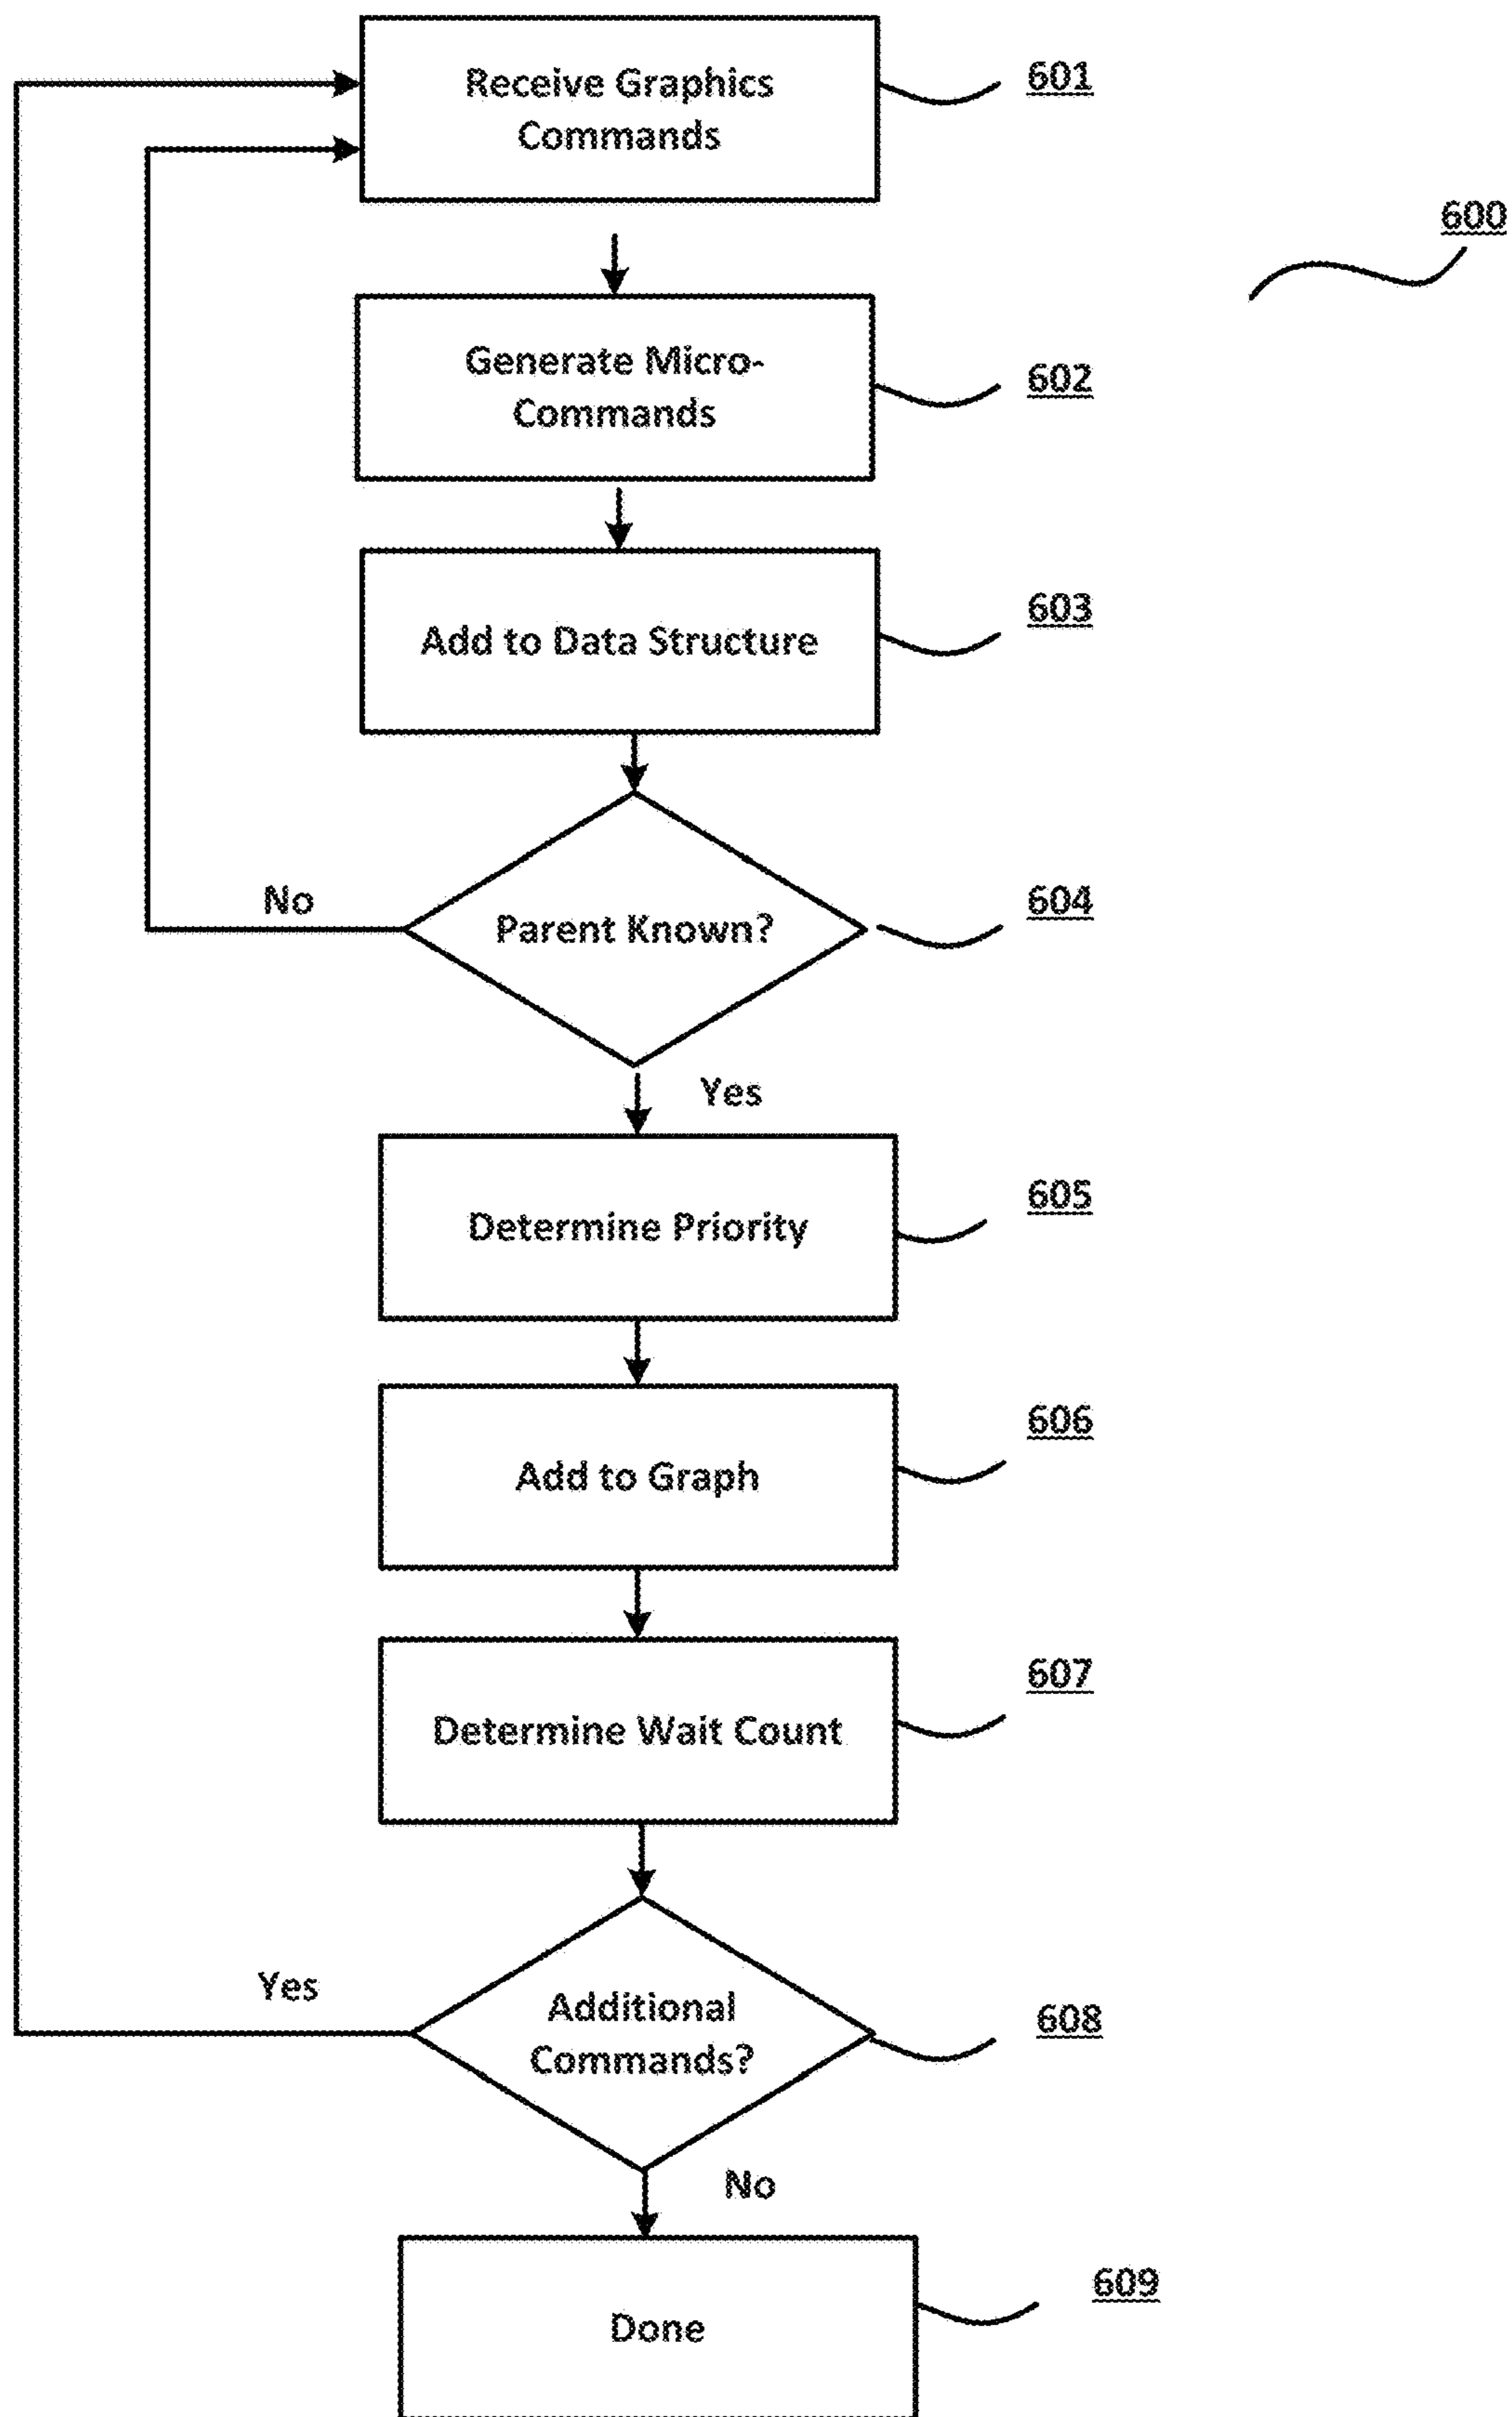 Receive Graphics
Commands
601
600
Generate Micro-
Commands
602
Add to Data Structure
603
No
Parent Known?
604
Yes
Determine Priority
605
Add to Graph
606
Determine Wait Count
607
Yes
Additional
Commands?
608
No
Done
609